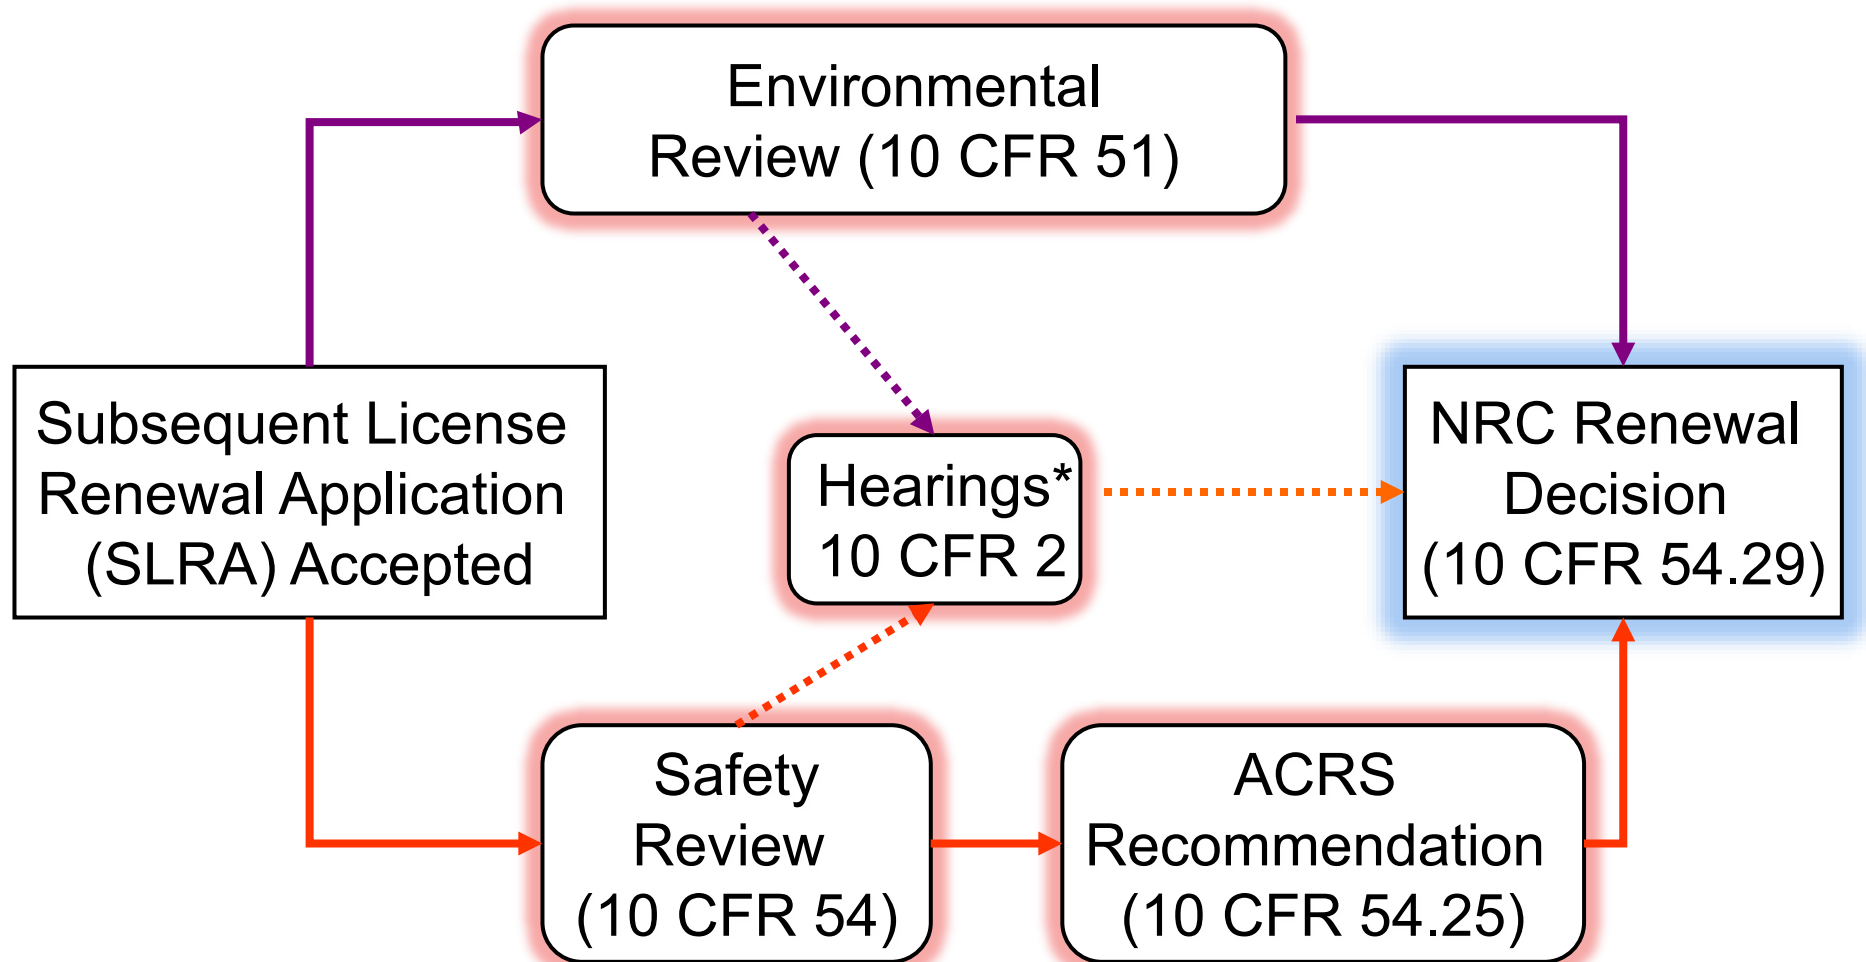 Environmental
Review (10 CFR 51)
Subsequent License
Renewal Application
(SLRA) Accepted
Hearings*
10 CFR 2
NRC Renewal
Decision
(10 CFR 54.29)
Safety
Review
(10 CFR 54)
ACRS
Recommendation
(10 CFR 54.25)